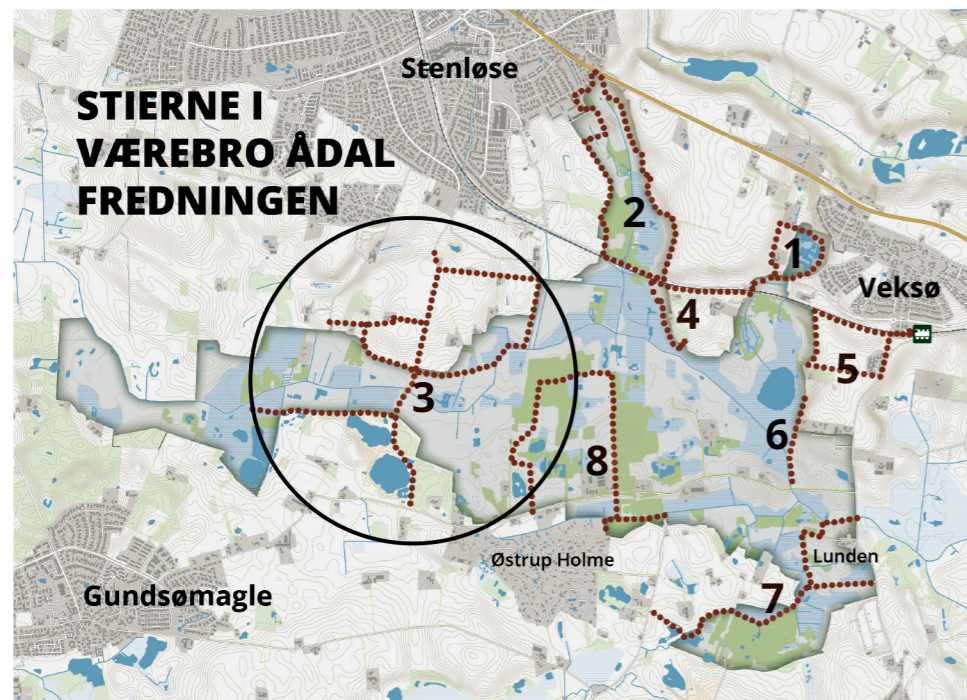 STIERNE I
VÆREBRO ÅDAL
FREDNINGEN
Stenløse
2
1
Veksø
4
5
3
6
8
Østrup Holme
Lunden
Gundsømagle
7